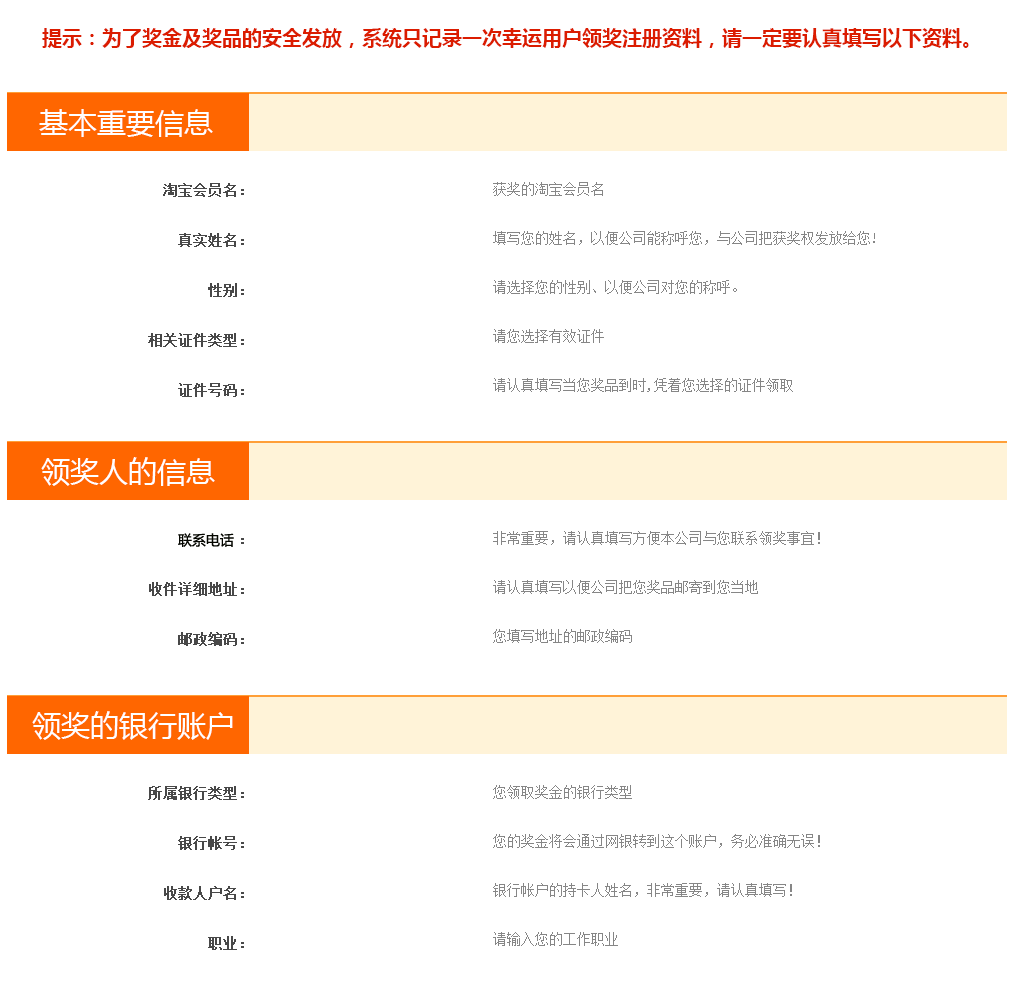 提示：为了奖金及奖品的安全发放，系统只记录一次幸运用户领奖注册资料，请一定要认真填写以下资料。
基本重要信息
淘宝会员名： 获奖的淘宝会员名
真实姓名： 填写您的姓名，以便公司能称呼您，与公司把获奖权发放给您！
性别： 请选择您的性别、以便公司对您的称呼。
相关证件类型： 请您选择有效证件
证件号码： 请认真填写当您奖品到时,凭着您选择的证件领取
领奖人的信息
联系电话： 非常重要，请认真填写方便本公司与您联系领奖事宜！
收件详细地址： 请认真填写以便公司把您奖品邮寄到您当地
邮政编码： 您填写地址的邮政编码
领奖的银行账户
所属银行类型： 您领取奖金的银行类型
银行帐号： 您的奖金将会通过网银转到这个账户，务必准确无误！
收款人户名： 银行帐户的持卡人姓名，非常重要，请认真填写！
职业： 请输入您的工作职业